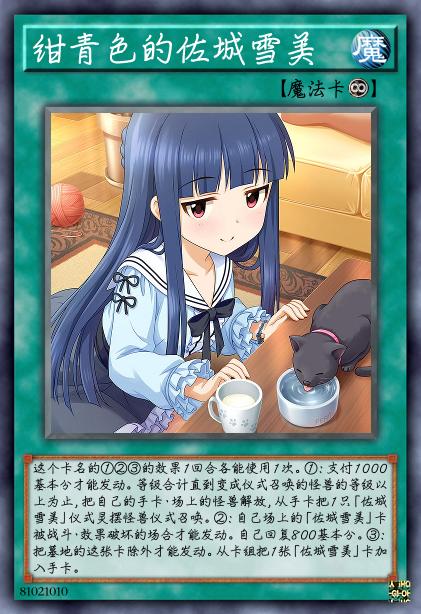 绀青色的佐城雪美
魔
【魔法卡】
这个卡名的①②③的效果1回合各能使用1次。①：支付1000
基本分才能发动。等级合计直到变成仪式召唤的怪兽的等级以
上为止，把自己的手卡·场上的怪兽解放，从手卡把1只「佐城
雪美」仪式灵摆怪兽仪式召唤。②：自己场上的「佐城雪美」卡
被战斗·效果破坏的场合才能发动。自己回复800基本分。③：
把墓地的这张卡除外才能发动。从卡组把1张「佐城雪美」卡加
入手卡。
81021010